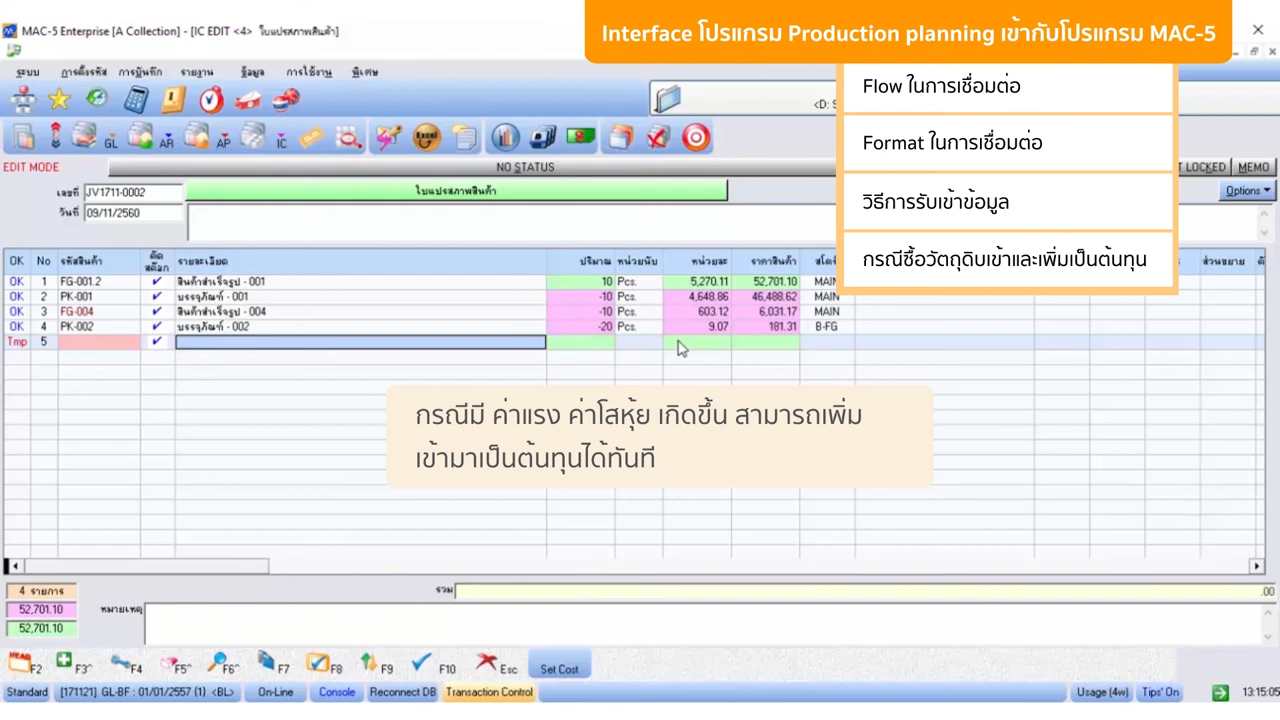 MAC-5 Enterprise [A Collection] - [IC EDIT <4> ใบแปรสภาพสินค้า]
Interface โปรแกรม Production planning เข้ากับโปรแกรม MAC-5
ระบบ การตั้งรหัส การบันทึก รายงาน ข้อมูล การใช้งาน พิเศษ
Flow ในการเชื่อมต่อ
Format ในการเชื่อมต่อ
วิธีการรับเข้าข้อมูล
กรณีซื้อวัตถุดิบเข้าและเพิ่มเป็นต้นทุน
<D: S
GL AR AP IC Excel
EDIT MODE NO STATUS T LOCKED MEMO
เลขที่ JV1711-0002 ใบแปรสภาพสินค้า Options
วันที่ 09/11/2560
OK No รหัสสินค้า ตัดสต๊อก รายละเอียด ปริมาณ หน่วยนับ หน่วยละ ราคาสินค้า ส่วนขยาย
OK 1 FG-001.2 สินค้าสำเร็จรูป - 001 10 Pcs. 5,270.11 52,701.10 MAIN
OK 2 PK-001 บรรจุภัณฑ์ - 001 -10 Pcs. 4,648.86 46,488.62 MAIN
OK 3 FG-004 สินค้าสำเร็จรูป - 004 -10 Pcs. 603.12 6,031.17 MAIN
OK 4 PK-002 บรรจุภัณฑ์ - 002 -20 Pcs. 9.07 181.31 B-FG
Tmp 5
กรณีมี ค่าแรง ค่าโสหุ้ย เกิดขึ้น สามารถเพิ่ม
เข้ามาเป็นต้นทุนได้ทันที
4 รายการ รวม .00
52,701.10 หมายเหตุ
52,701.10
F2 F3^ F4 F5^ F6^ F7 F8 F9 F10 Esc Set Cost
Standard [171121] GL-BF : 01/01/2557 {1} <BL> On-Line Console Reconnect DB Transaction Control Usage (4w) Tips' On 13:15:05